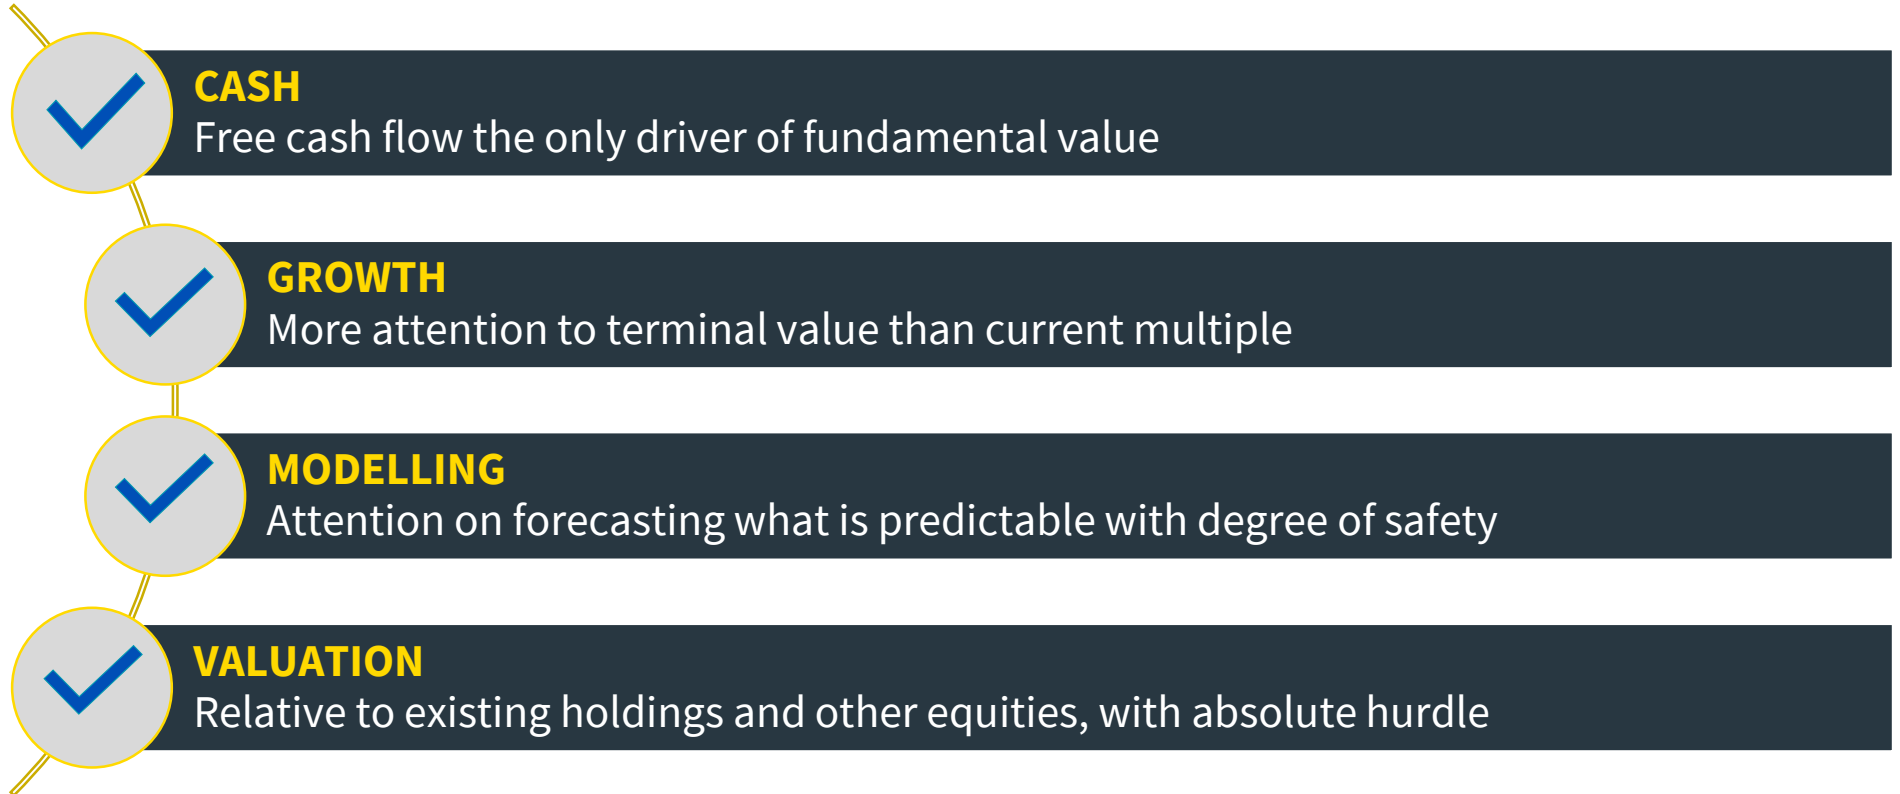 CASH
Free cash flow the only driver of fundamental value
GROWTH
More attention to terminal value than current multiple
MODELLING
Attention on forecasting what is predictable with degree of safety
VALUATION
Relative to existing holdings and other equities, with absolute hurdle